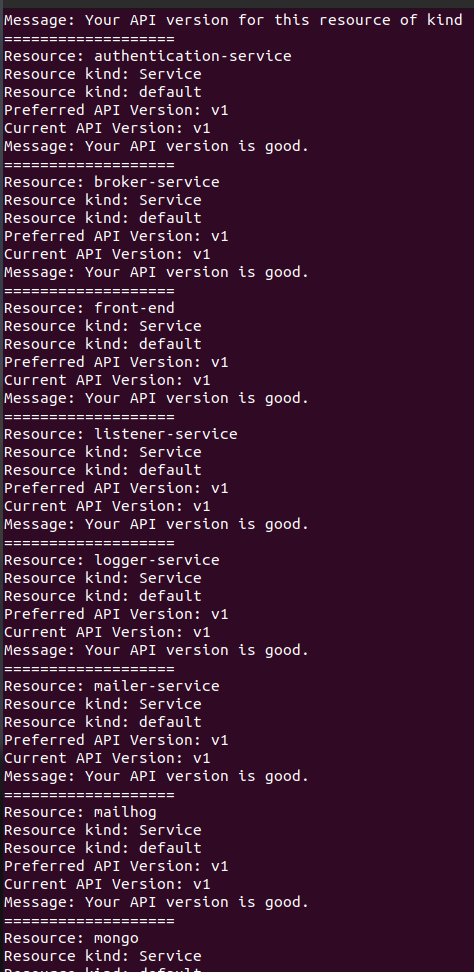 Message: Your API version for this resource of kind
===================
Resource: authentication-service
Resource kind: Service
Resource kind: default
Preferred API Version: v1
Current API Version: v1
Message: Your API version is good.
===================
Resource: broker-service
Resource kind: Service
Resource kind: default
Preferred API Version: v1
Current API Version: v1
Message: Your API version is good.
===================
Resource: front-end
Resource kind: Service
Resource kind: default
Preferred API Version: v1
Current API Version: v1
Message: Your API version is good.
===================
Resource: listener-service
Resource kind: Service
Resource kind: default
Preferred API Version: v1
Current API Version: v1
Message: Your API version is good.
===================
Resource: logger-service
Resource kind: Service
Resource kind: default
Preferred API Version: v1
Current API Version: v1
Message: Your API version is good.
===================
Resource: mailer-service
Resource kind: Service
Resource kind: default
Preferred API Version: v1
Current API Version: v1
Message: Your API version is good.
===================
Resource: mailhog
Resource kind: Service
Resource kind: default
Preferred API Version: v1
Current API Version: v1
Message: Your API version is good.
===================
Resource: mongo
Resource kind: Service
Resource kind: default